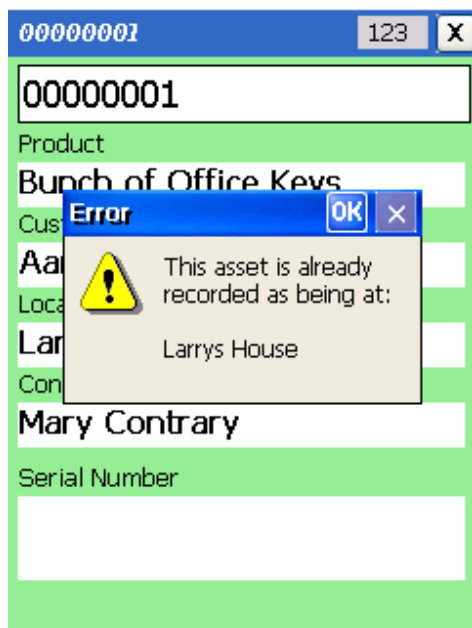 00000001
123 X
00000001
Product
Bunch of Office Keys
Error OK ×
This asset is already
recorded as being at:
Larrys House
Mary Contrary
Serial Number